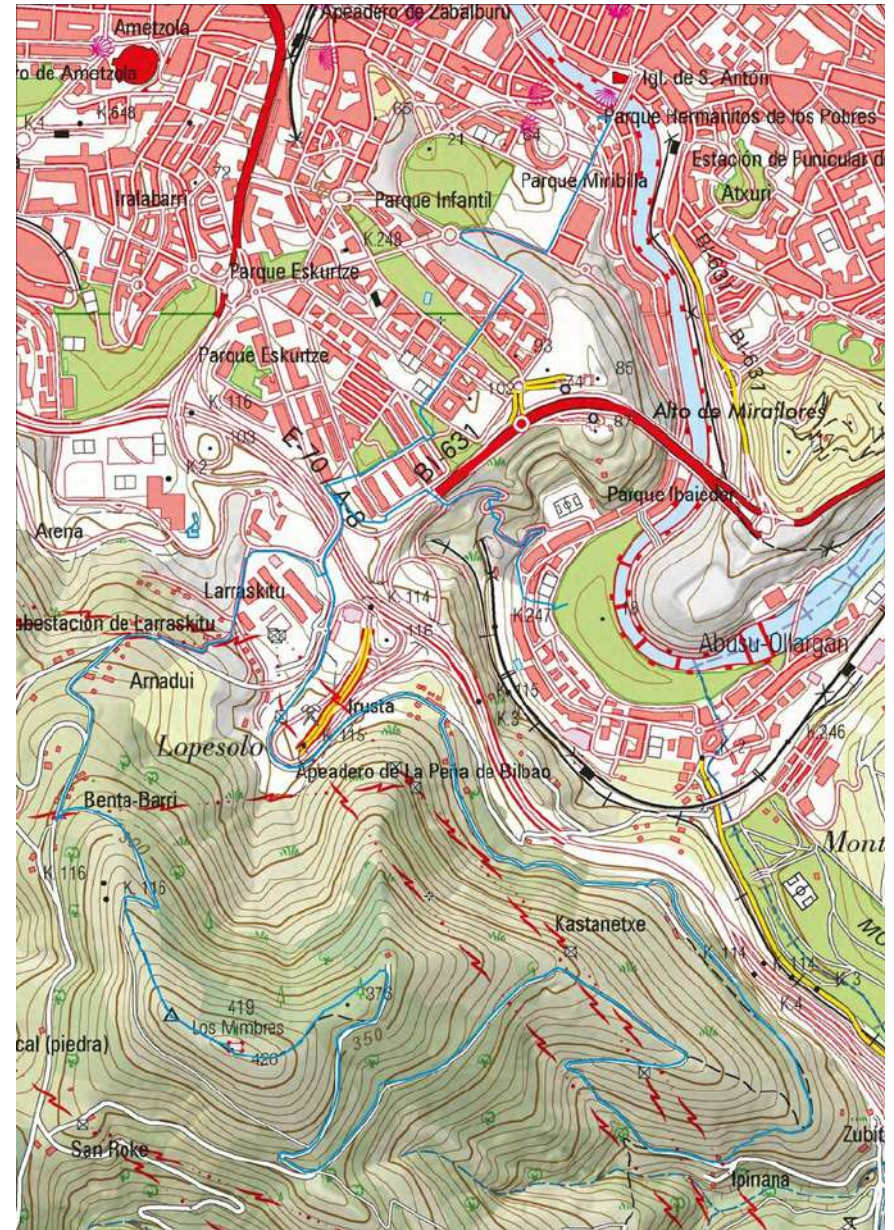 Ametzola
Apeadero de Zabalburu
ro de Ametzola
K.648
K.4
Igl. de S. Antón
65
21
64
Parque Hermanitos de los Pobres
Estación de Funicular d
Atxuri
72
Iralabarri
Parque Infantil
Parque Miribilla
K.248
BI-631
Parque Eskurtze
Parque Eskurtze
93
86
BI-631
102
87
Alto de Miraflores
K. 116
103
K.2
E-70 / A-8
BI-631
Parque Ibaieder
Arena
Larraskitu
K. 114
116
K.247
Abusu-Ollargan
abestación de Larraskitu
Arnadui
Irusta
K. 115
K.3
K. 2
K.246
Lopesolo
K. 115
Apeadero de La Peña de Bilbao
Benta-Barri
300
Mont
K. 116
K. 116
Kastanetxe
K. 114
K. 114
K. 3
K.4
376
419
Los Mimbres
350
420
cal (piedra)
San Roke
Zubit
Ipinana